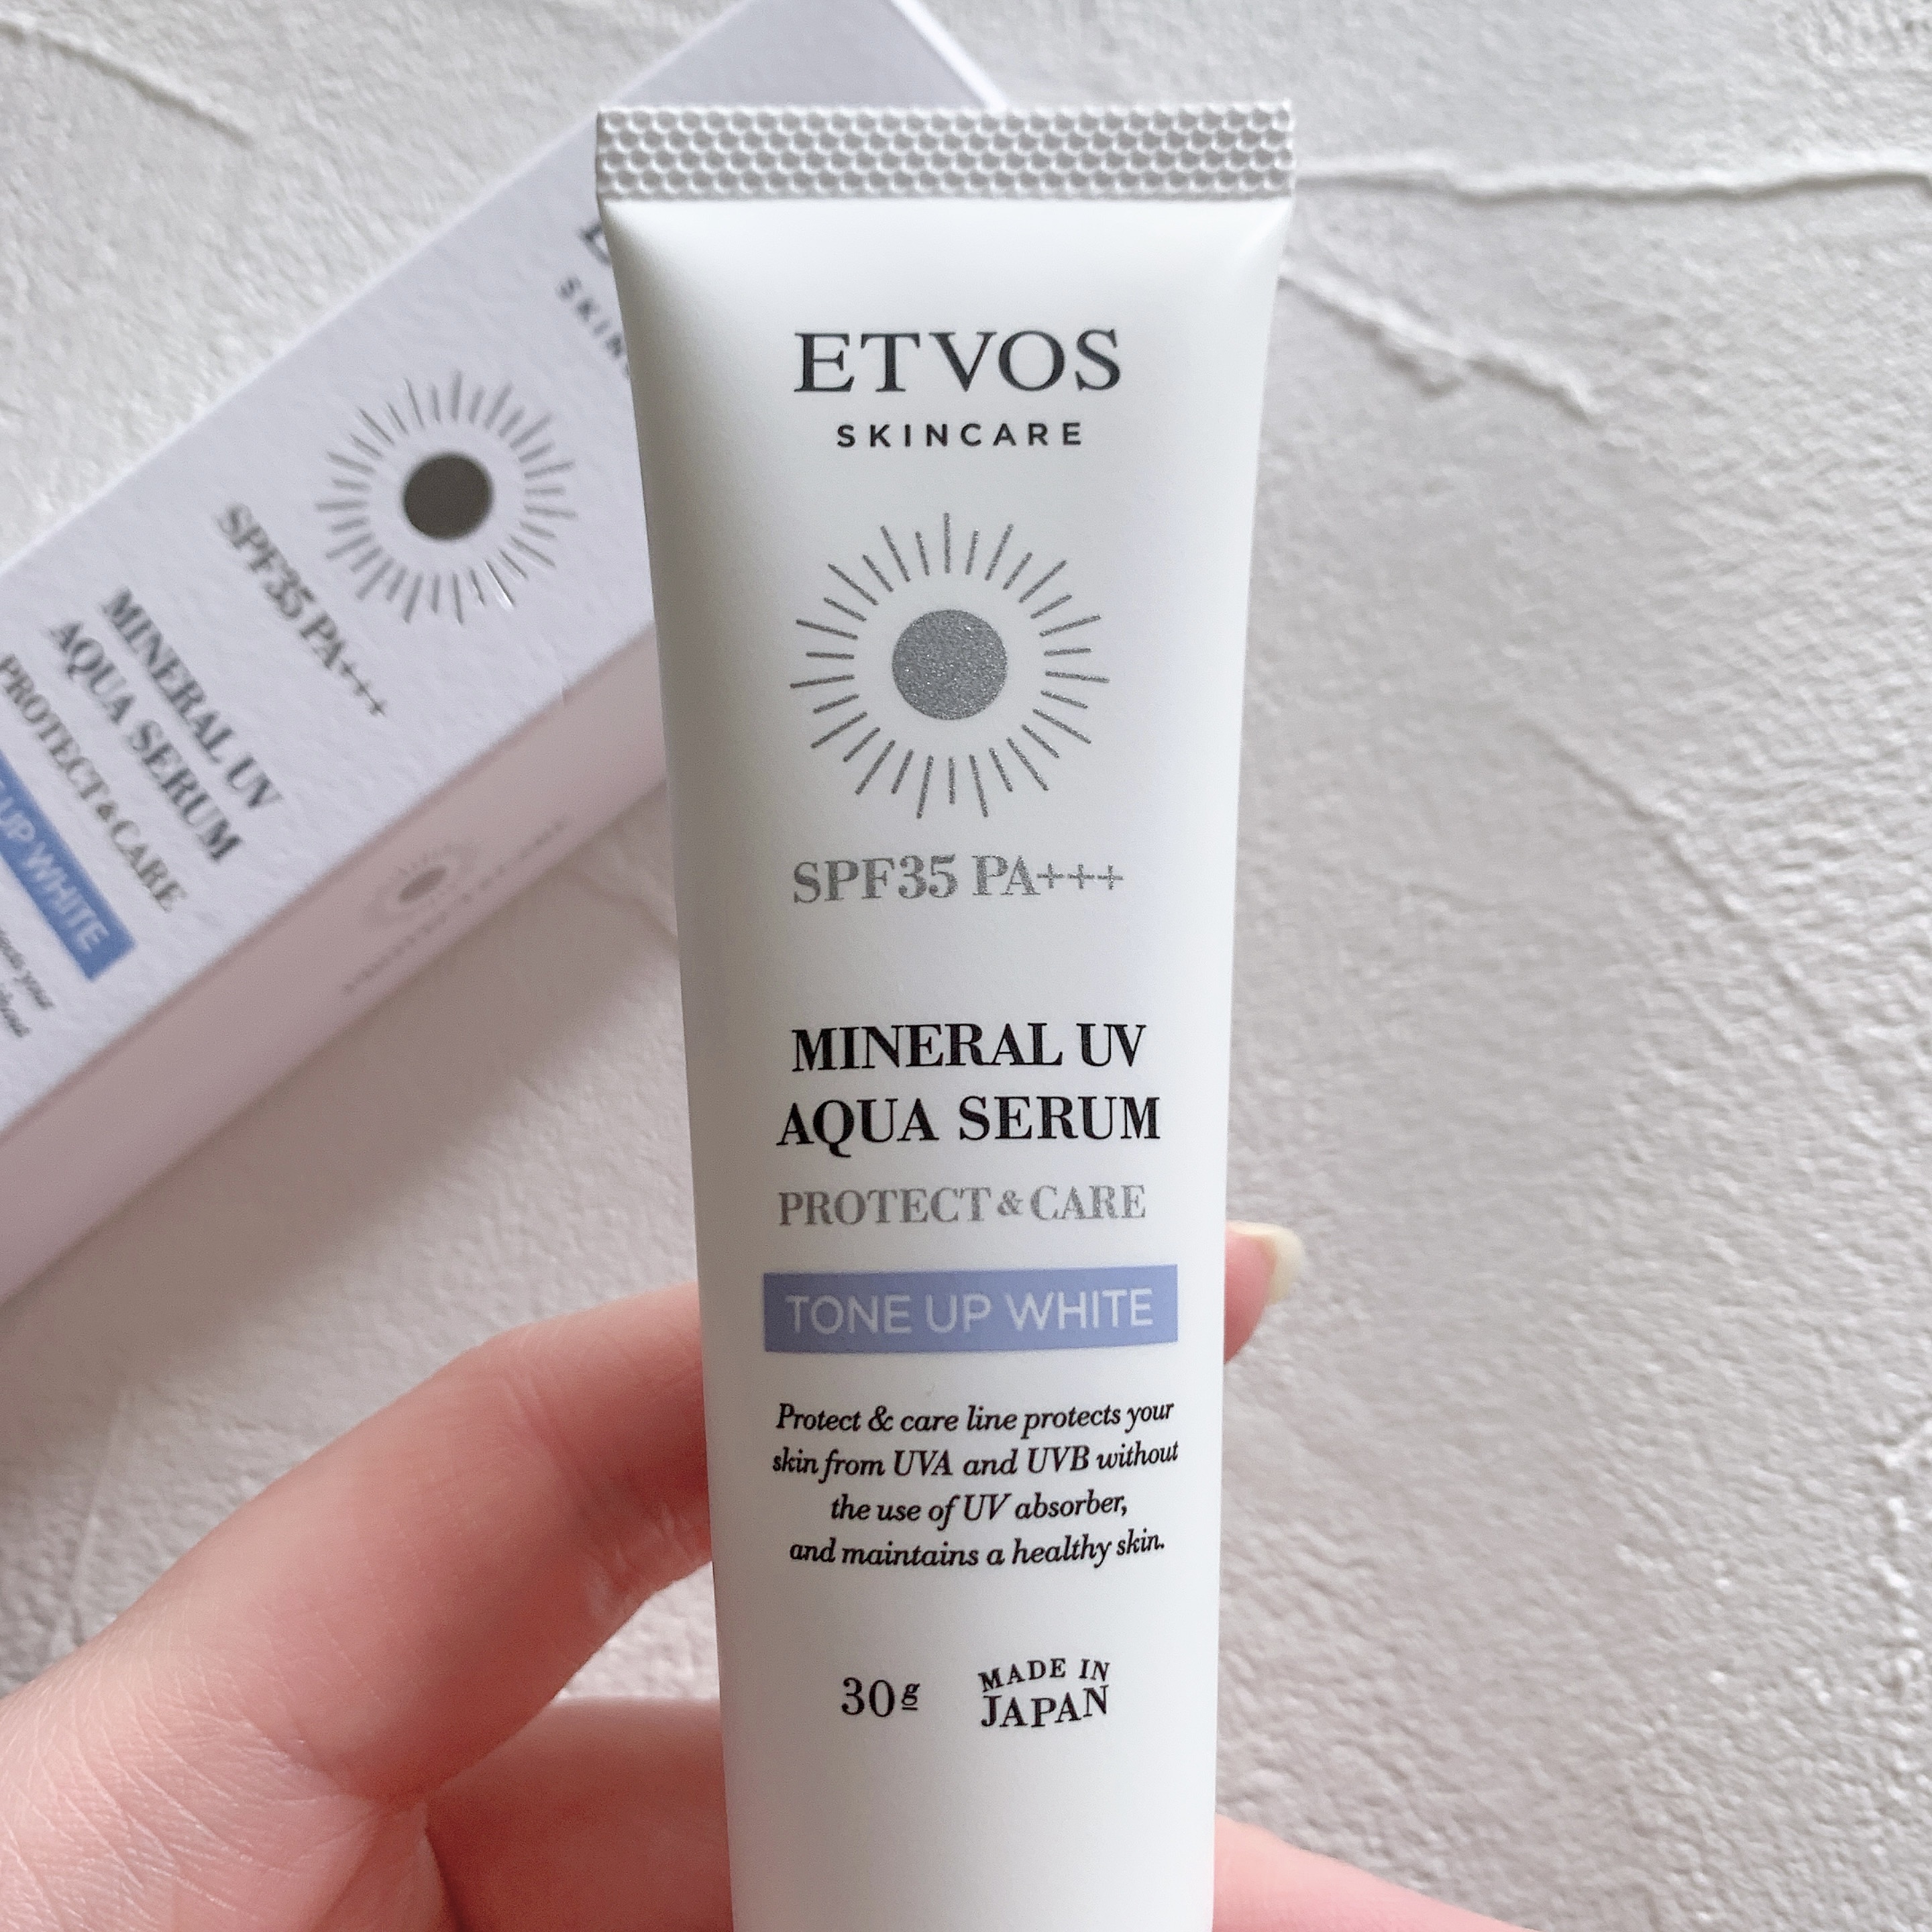 ETVOS
SKINCARE
SPF35 PA+++
MINERAL UV
AQUA SERUM
PROTECT & CARE
TONE UP WHITE
Protect & care line protects your
skin from UVA and UVB without
the use of UV absorber,
and maintains a healthy skin.
30g
MADE IN
JAPAN
SPF35 PA+++
MINERAL UV
AQUA SERUM
PROTECT & CARE
UP WHITE